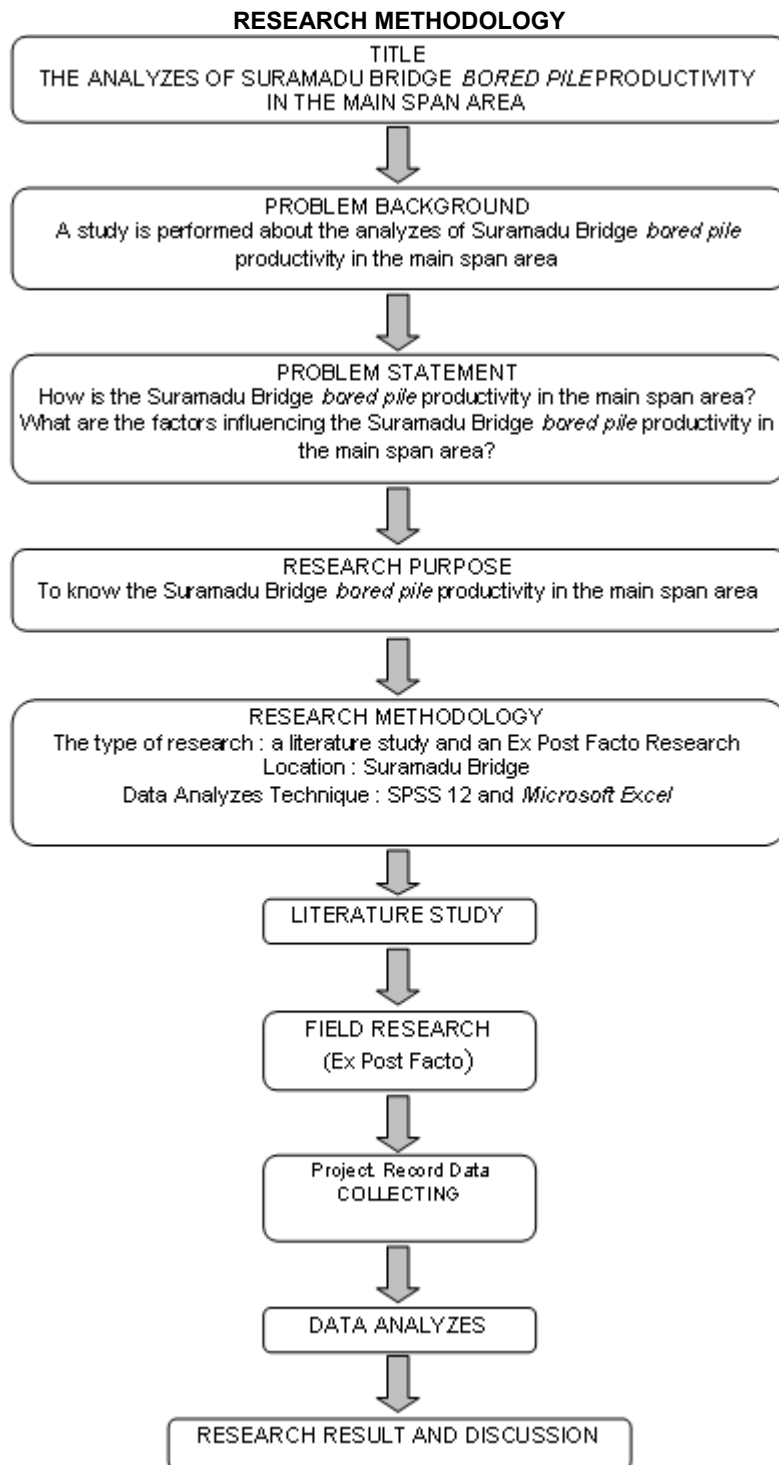 RESEARCH METHODOLOGY
TITLE
THE ANALYZES OF SURAMADU BRIDGE BORED PILE PRODUCTIVITY
IN THE MAIN SPAN AREA
PROBLEM BACKGROUND
A study is performed about the analyzes of Suramadu Bridge bored pile
productivity in the main span area
PROBLEM STATEMENT
How is the Suramadu Bridge bored pile productivity in the main span area?
What are the factors influencing the Suramadu Bridge bored pile productivity in
the main span area?
RESEARCH PURPOSE
To know the Suramadu Bridge bored pile productivity in the main span area
RESEARCH METHODOLOGY
The type of research : a literature study and an Ex Post Facto Research
Location : Suramadu Bridge
Data Analyzes Technique : SPSS 12 and Microsoft Excel
LITERATURE STUDY
FIELD RESEARCH
(Ex Post Facto)
Project. Record Data
COLLECTING
DATA ANALYZES
RESEARCH RESULT AND DISCUSSION